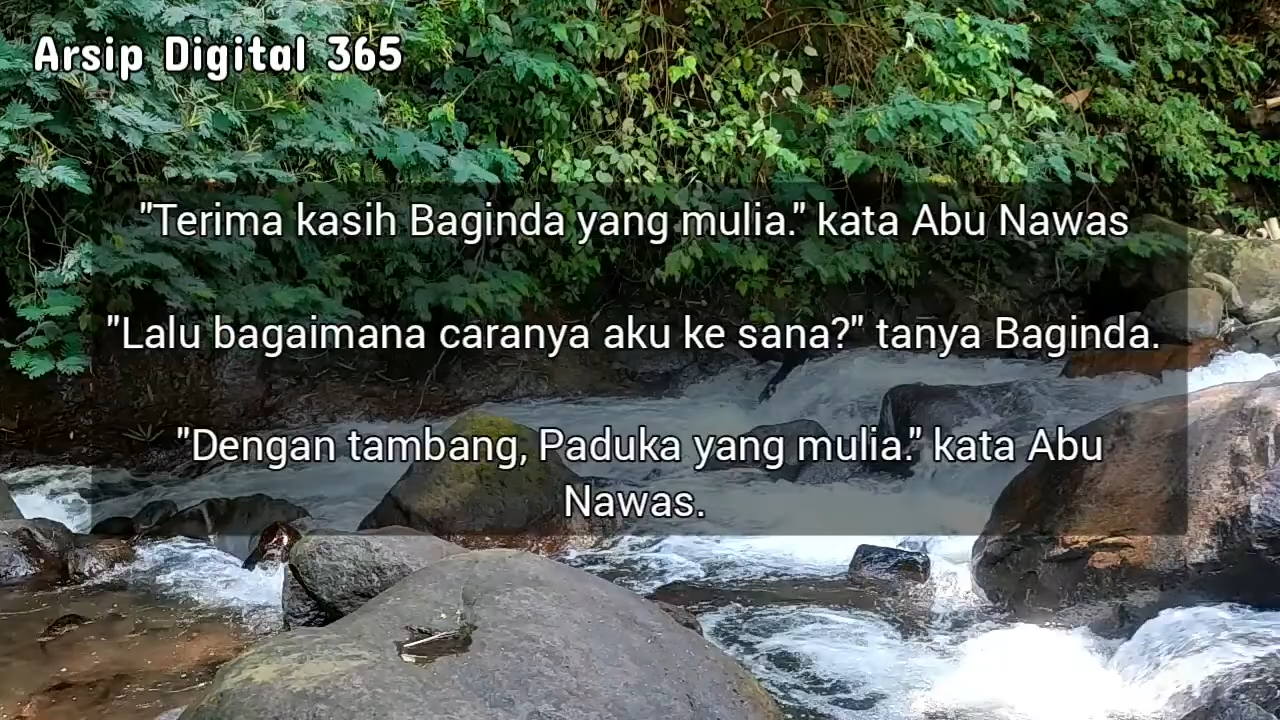 Arsip Digital 365
"Terima kasih Baginda yang mulia." kata Abu Nawas
"Lalu bagaimana caranya aku ke sana?" tanya Baginda.
"Dengan tambang, Paduka yang mulia." kata Abu
Nawas.